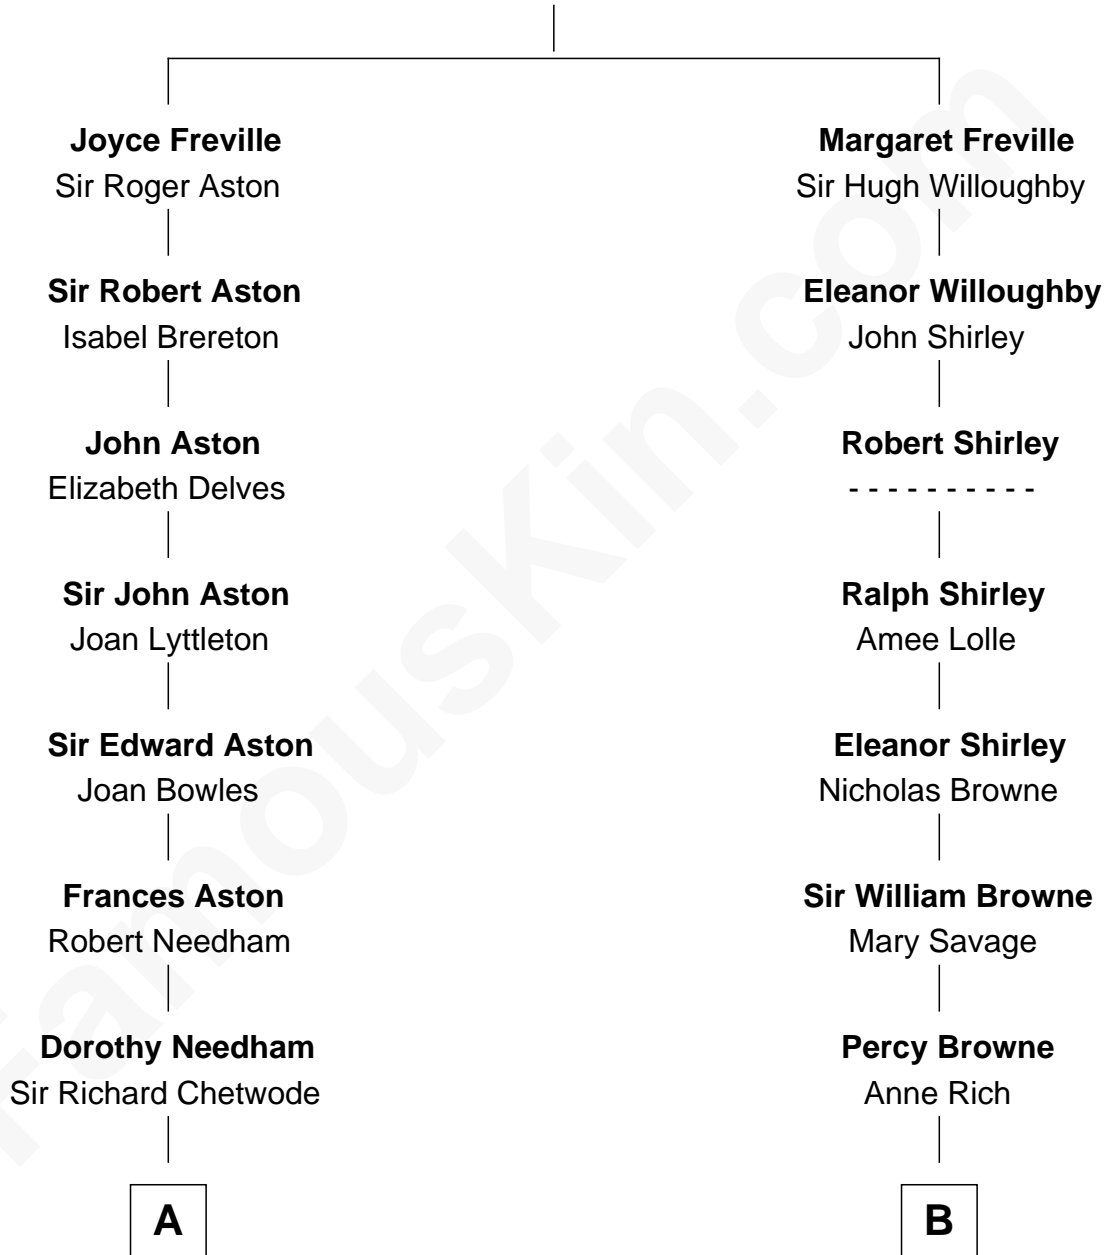 Joyce Freville
Sir Roger Aston
Margaret Freville
Sir Hugh Willoughby
Sir Robert Aston
Isabel Brereton
Eleanor Willoughby
John Shirley
John Aston
Elizabeth Delves
Robert Shirley
- - - - - - - - - -
Sir John Aston
Joan Lyttleton
Ralph Shirley
Amee Lolle
Sir Edward Aston
Joan Bowles
Eleanor Shirley
Nicholas Browne
Frances Aston
Robert Needham
Sir William Browne
Mary Savage
Dorothy Needham
Sir Richard Chetwode
Percy Browne
Anne Rich
A
B
FamousKin.com